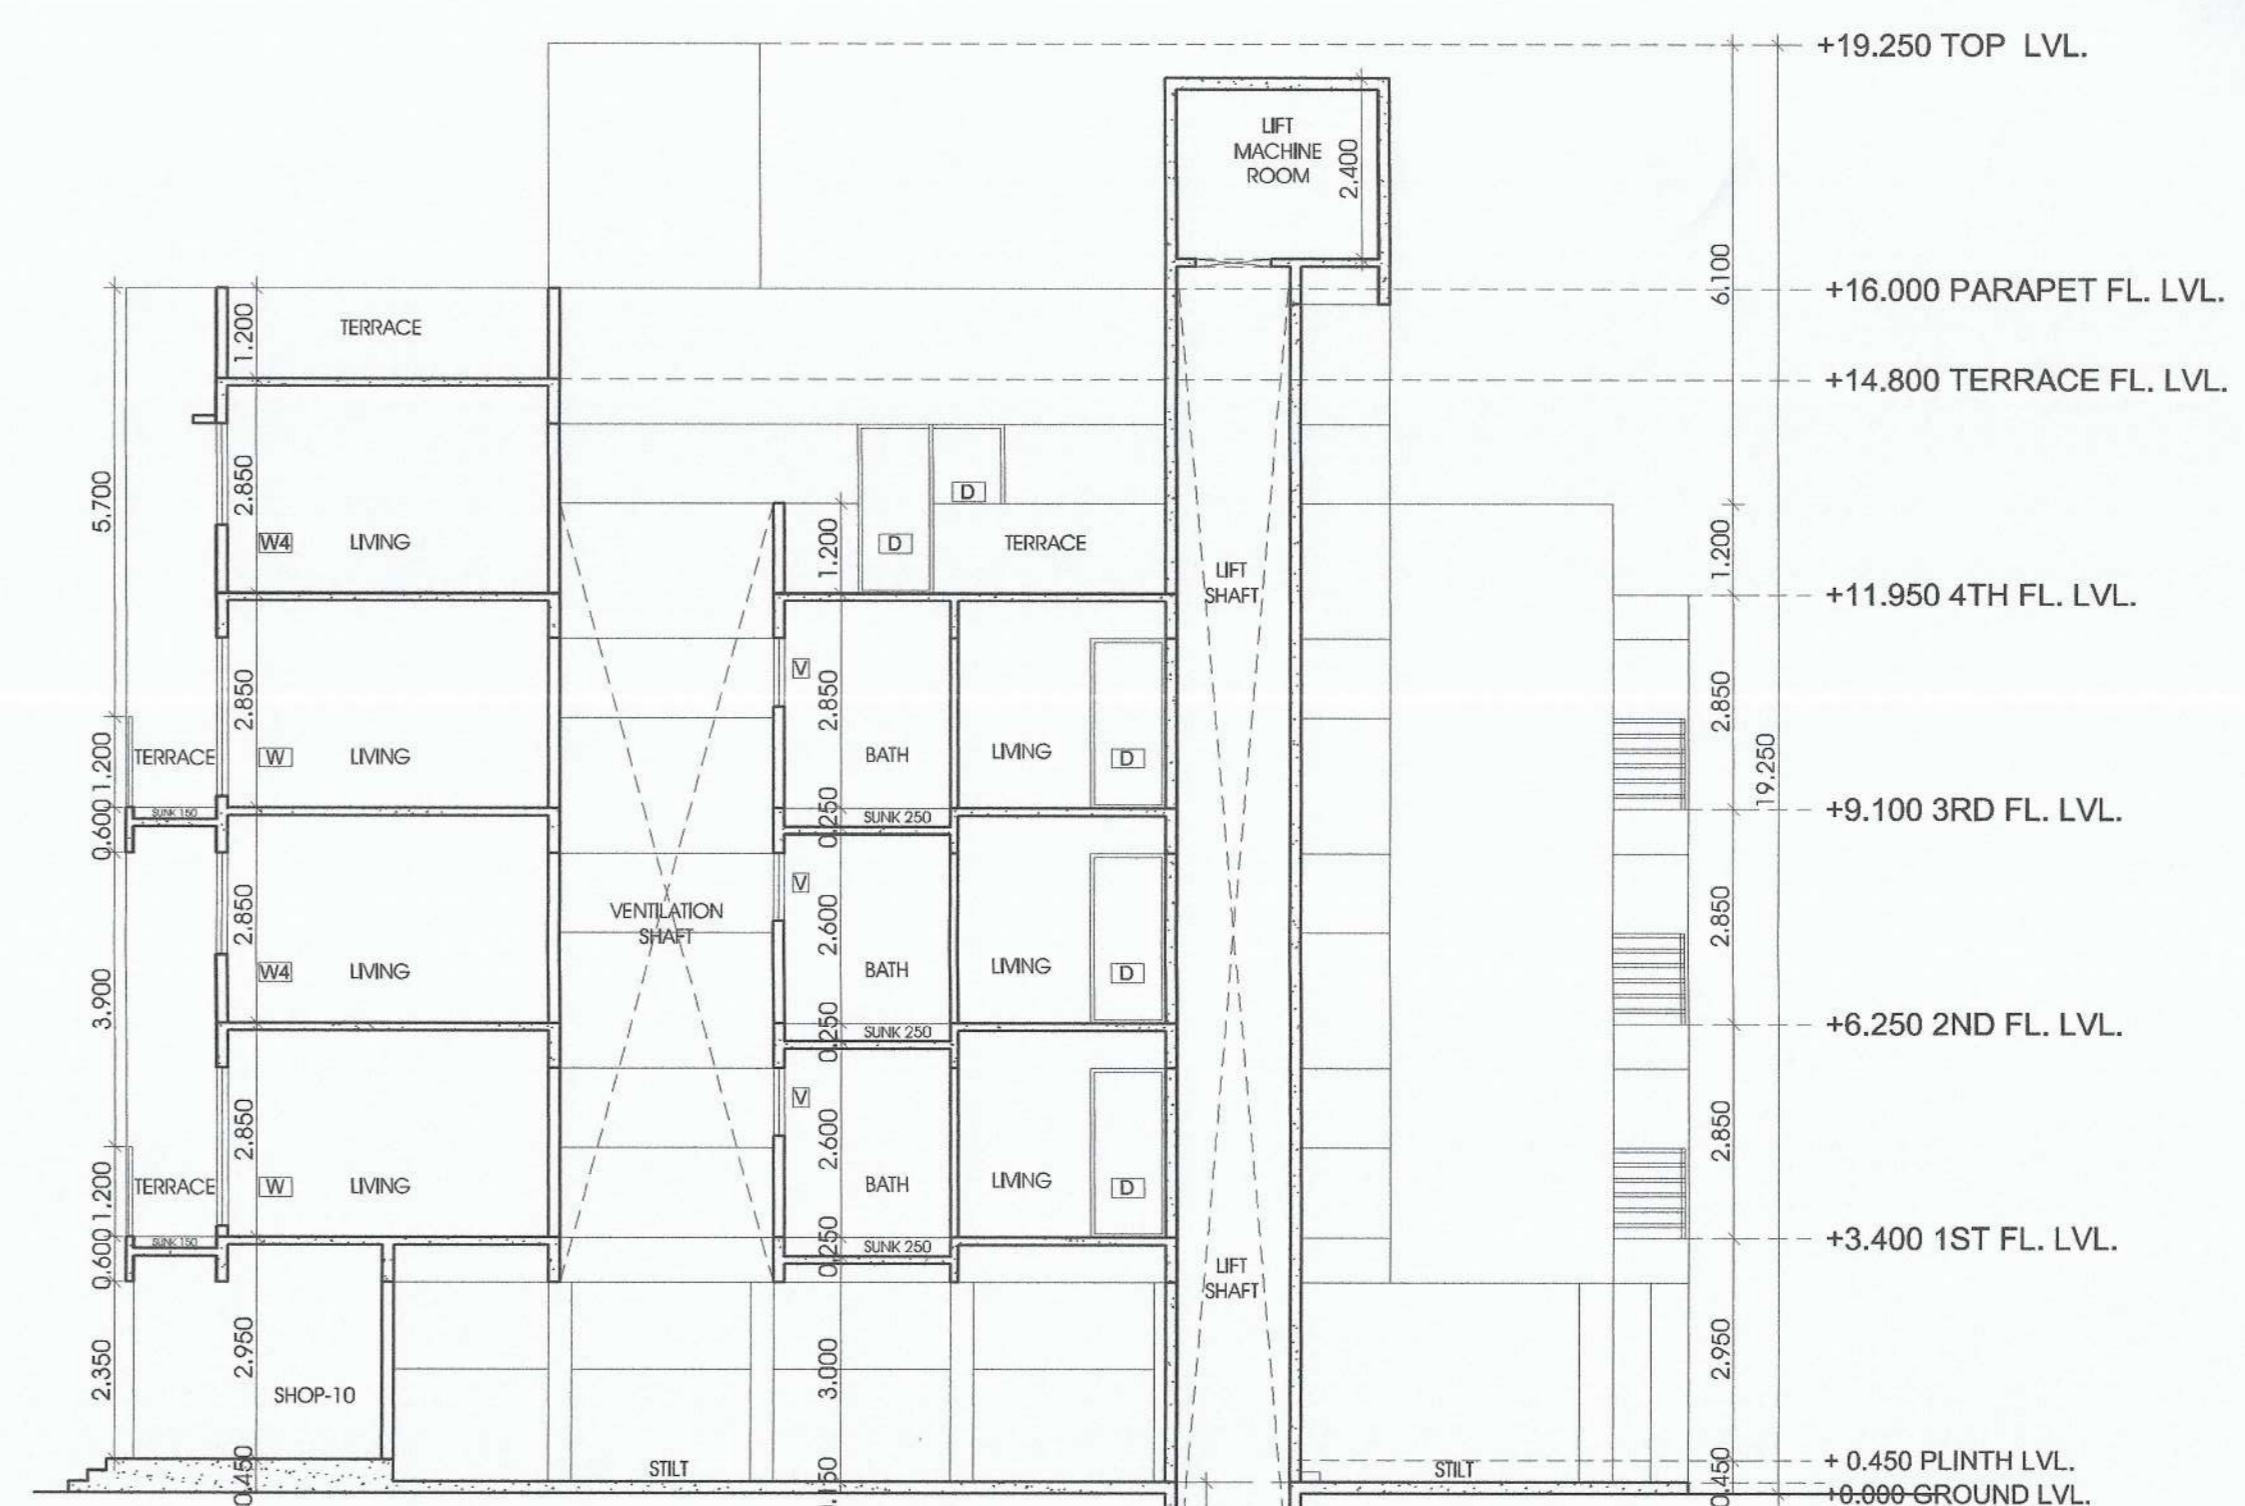 +19.250 TOP LVL.
LIFT
MACHINE
ROOM
2.400
6.100
+16.000 PARAPET FL. LVL.
1.200
TERRACE
+14.800 TERRACE FL. LVL.
5.700
2.850
W4
LIVING
D
D
1.200
TERRACE
LIFT
SHAFT
1.200
+11.950 4TH FL. LVL.
2.850
V
2.850
2.850
1.200
TERRACE
W
LIVING
BATH
LIVING
D
19.250
0.600
SUNK 150
0.250
SUNK 250
+9.100 3RD FL. LVL.
2.850
V
VENTILATION
SHAFT
2.600
2.850
3.900
W4
LIVING
BATH
LIVING
D
0.250
SUNK 250
+6.250 2ND FL. LVL.
2.850
V
2.600
2.850
1.200
TERRACE
W
LIVING
BATH
LIVING
D
0.600
SUNK 150
0.250
SUNK 250
+3.400 1ST FL. LVL.
LIFT
SHAFT
2.350
2.950
SHOP-10
3.000
2.950
0.450
STILT
STILT
0.450
+ 0.450 PLINTH LVL.
+0.000 GROUND LVL.